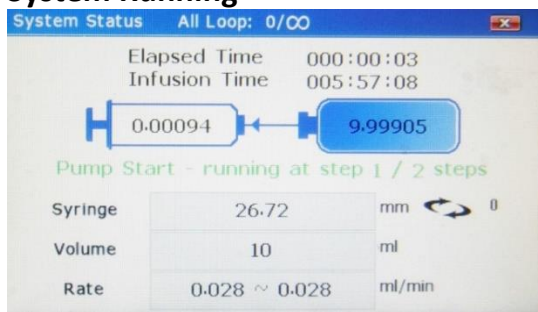 System Running
System Status All Loop: 0/∞
Elapsed Time 000:00:03
Infusion Time 005:57:08
0.00094 9.99905
Pump Start - running at step 1 / 2 steps
Syringe 26.72 mm 0
Volume 10 ml
Rate 0.028 ~ 0.028 ml/min